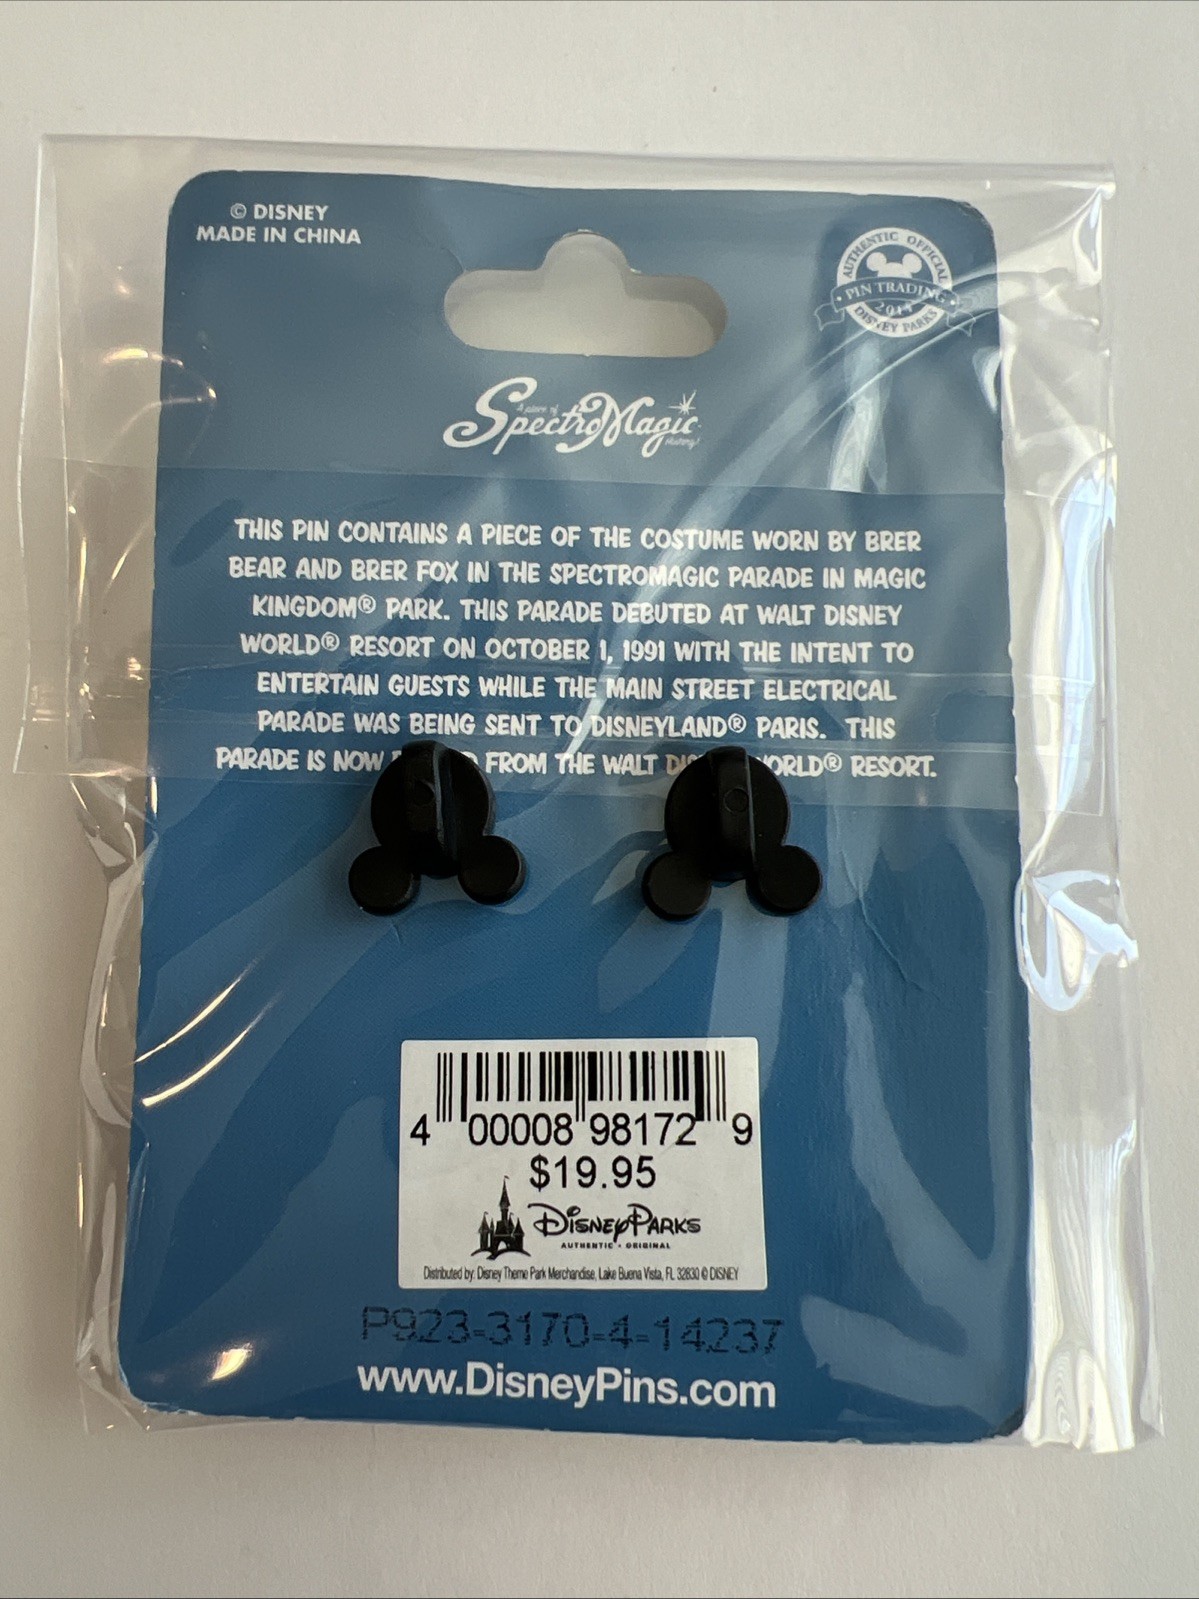 © DISNEY
MADE IN CHINA
AUTHENTIC OFFICIAL
PIN TRADING
DISNEY PARKS
A piece of
SpectroMagic
History!
THIS PIN CONTAINS A PIECE OF THE COSTUME WORN BY BRER
BEAR AND BRER FOX IN THE SPECTROMAGIC PARADE IN MAGIC
KINGDOM® PARK. THIS PARADE DEBUTED AT WALT DISNEY
WORLD® RESORT ON OCTOBER 1, 1991 WITH THE INTENT TO
ENTERTAIN GUESTS WHILE THE MAIN STREET ELECTRICAL
PARADE WAS BEING SENT TO DISNEYLAND® PARIS. THIS
PARADE IS NOW FROM THE WALT WORLD® RESORT.
4 00008 98172 9
$19.95
Disney Parks
AUTHENTIC • ORIGINAL
Distributed by: Disney Theme Park Merchandise, Lake Buena Vista, FL 32830 © DISNEY
P923-3170-4-14237
www.DisneyPins.com